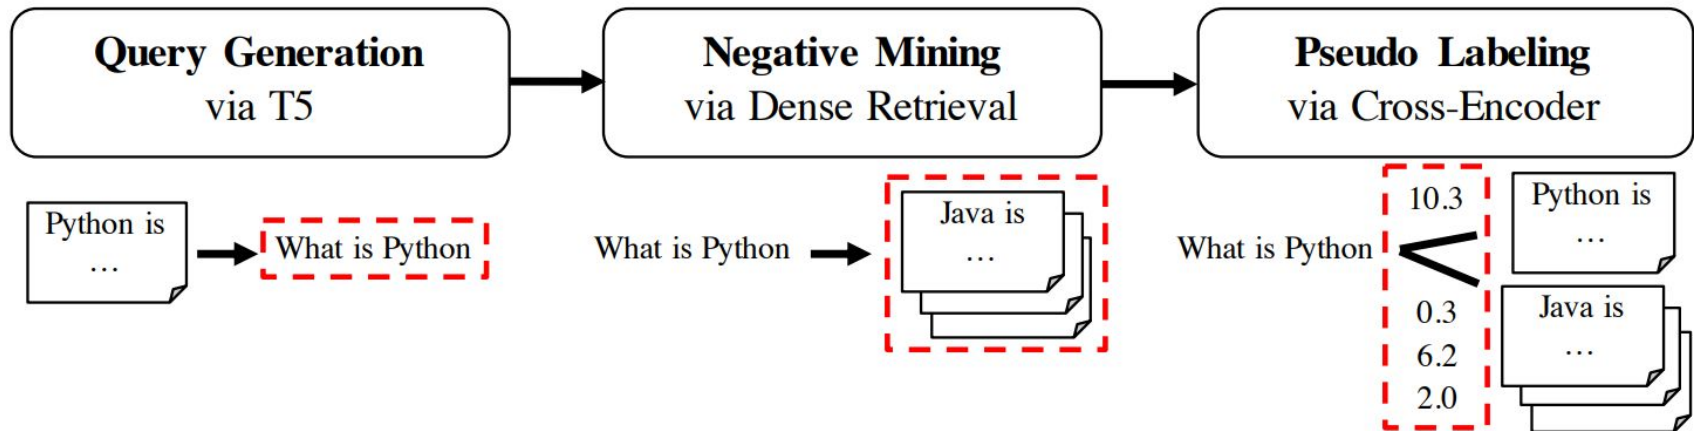 Query Generation
via T5
Negative Mining
via Dense Retrieval
Pseudo Labeling
via Cross-Encoder
Python is
...
What is Python
What is Python
Java is
...
What is Python
10.3
0.3
6.2
2.0
Python is
...
Java is
...